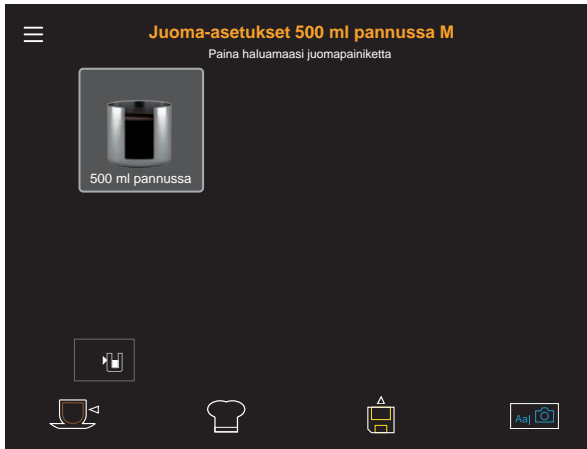 Juoma-asetukset 500 ml pannussa M
Paina haluamaasi juomapainiketta
500 ml pannussa
Aa|